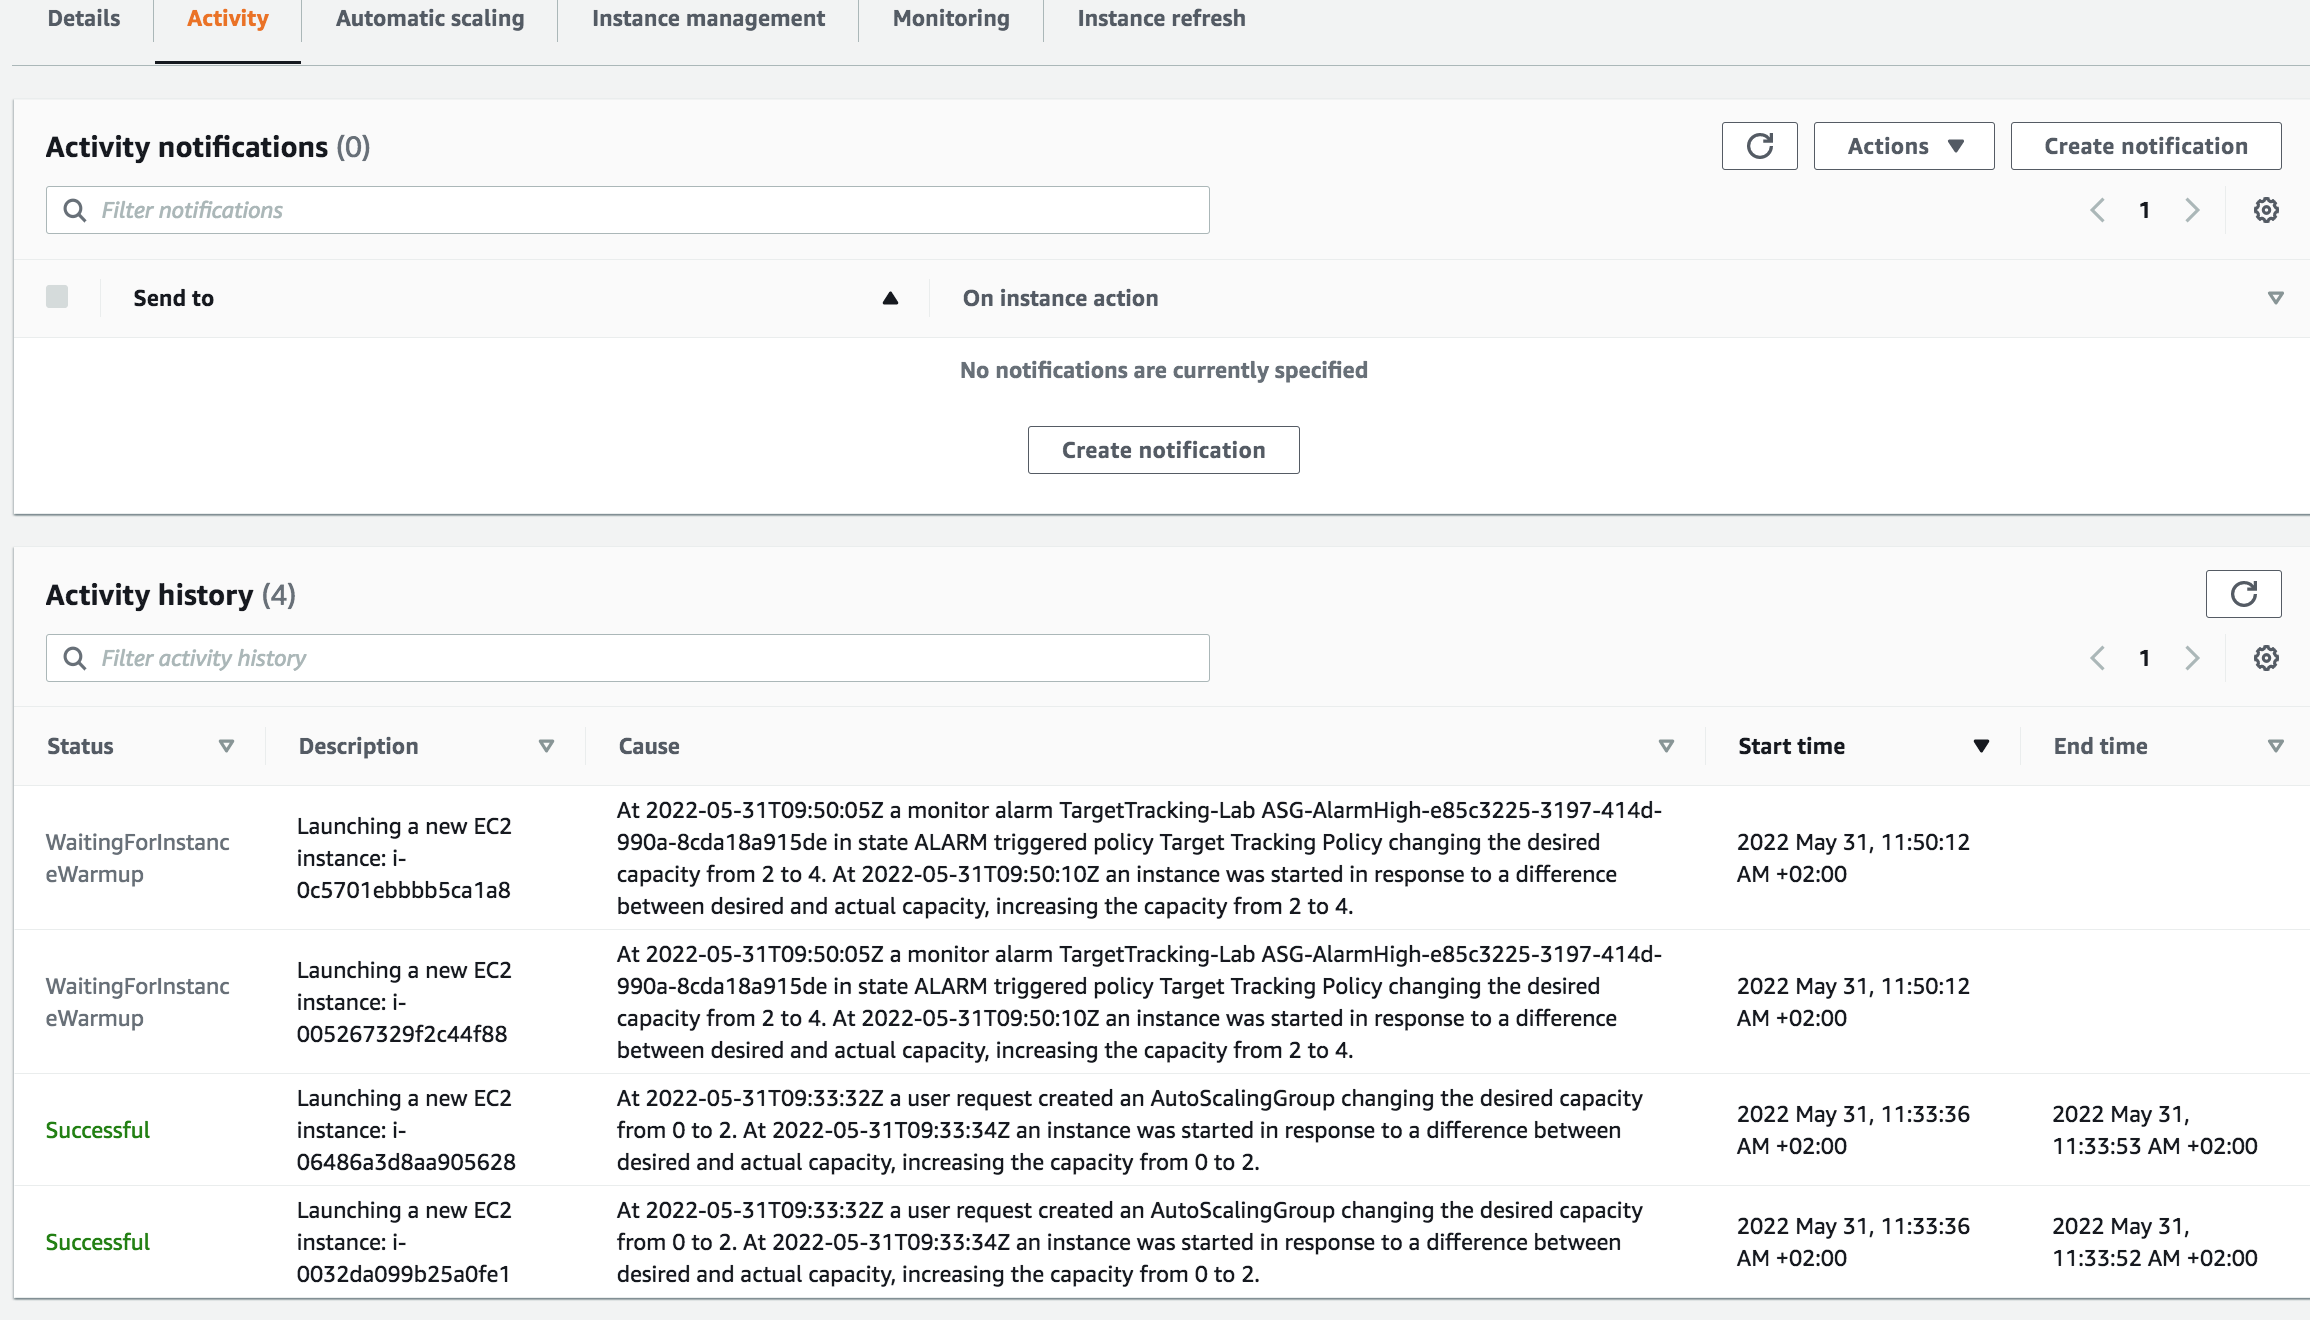 Details
Activity
Automatic scaling
Instance management
Monitoring
Instance refresh
Activity notifications (0)
Actions
Create notification
Filter notifications
1
Send to
On instance action
No notifications are currently specified
Create notification
Activity history (4)
Filter activity history
1
Status
Description
Cause
Start time
End time
WaitingForInstanc
eWarmup
Launching a new EC2
instance: i-
0c5701ebbbb5ca1a8
At 2022-05-31T09:50:05Z a monitor alarm TargetTracking-Lab ASG-AlarmHigh-e85c3225-3197-414d-
990a-8cda18a915de in state ALARM triggered policy Target Tracking Policy changing the desired
capacity from 2 to 4. At 2022-05-31T09:50:10Z an instance was started in response to a difference
between desired and actual capacity, increasing the capacity from 2 to 4.
2022 May 31, 11:50:12
AM +02:00
WaitingForInstanc
eWarmup
Launching a new EC2
instance: i-
005267329f2c44f88
At 2022-05-31T09:50:05Z a monitor alarm TargetTracking-Lab ASG-AlarmHigh-e85c3225-3197-414d-
990a-8cda18a915de in state ALARM triggered policy Target Tracking Policy changing the desired
capacity from 2 to 4. At 2022-05-31T09:50:10Z an instance was started in response to a difference
between desired and actual capacity, increasing the capacity from 2 to 4.
2022 May 31, 11:50:12
AM +02:00
Successful
Launching a new EC2
instance: i-
06486a3d8aa905628
At 2022-05-31T09:33:32Z a user request created an AutoScalingGroup changing the desired capacity
from 0 to 2. At 2022-05-31T09:33:34Z an instance was started in response to a difference between
desired and actual capacity, increasing the capacity from 0 to 2.
2022 May 31, 11:33:36
AM +02:00
2022 May 31,
11:33:53 AM +02:00
Successful
Launching a new EC2
instance: i-
0032da099b25a0fe1
At 2022-05-31T09:33:32Z a user request created an AutoScalingGroup changing the desired capacity
from 0 to 2. At 2022-05-31T09:33:34Z an instance was started in response to a difference between
desired and actual capacity, increasing the capacity from 0 to 2.
2022 May 31, 11:33:36
AM +02:00
2022 May 31,
11:33:52 AM +02:00